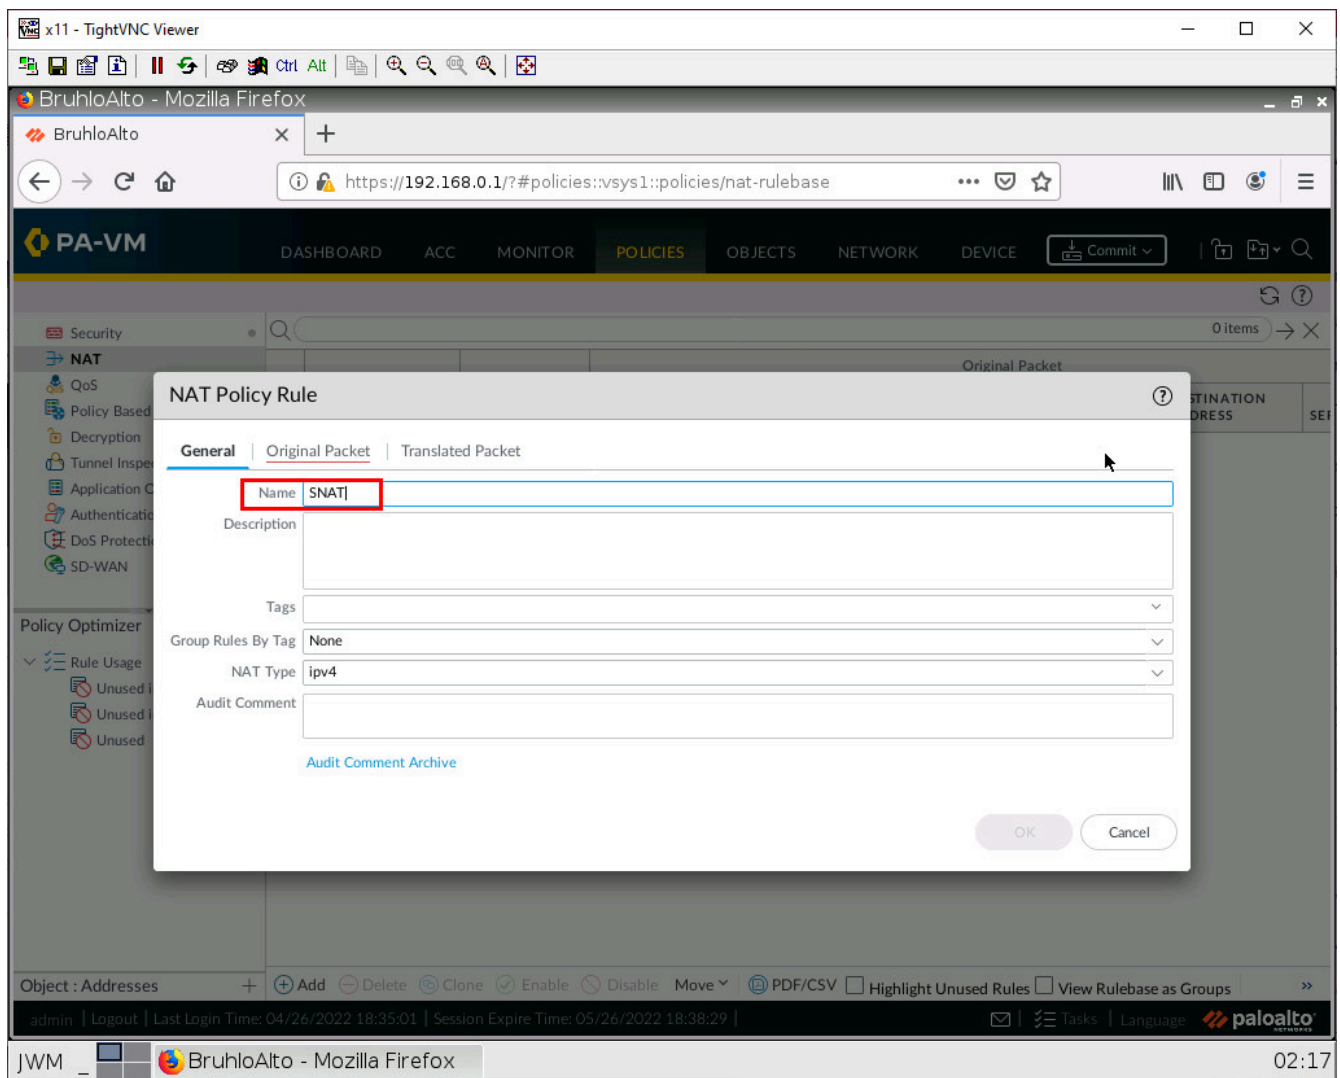 x11 - TightVNC Viewer
Ctrl Alt
BruhloAlto - Mozilla Firefox
BruhloAlto
https://192.168.0.1/?#policies::vsys1::policies/nat-rulebase
PA-VM
DASHBOARD ACC MONITOR POLICIES OBJECTS NETWORK DEVICE Commit
Security
0 items
NAT
Original Packet
QoS
NAT Policy Rule
Policy Based
Decryption
Tunnel Inspe
General Original Packet Translated Packet
Application C
Name SNAT
Authenticatio
Description
DoS Protecti
SD-WAN
Tags
Policy Optimizer
Group Rules By Tag None
Rule Usage
NAT Type ipv4
Unused i
Audit Comment
Unused i
Unused
Audit Comment Archive
OK Cancel
STINATION
DRESS
SER
Object : Addresses
Add Delete Clone Enable Disable Move PDF/CSV Highlight Unused Rules View Rulebase as Groups »
admin | Logout | Last Login Time: 04/26/2022 18:35:01 | Session Expire Time: 05/26/2022 18:38:29 |
Tasks | Language paloalto NETWORKS
JWM BruhloAlto - Mozilla Firefox 02:17